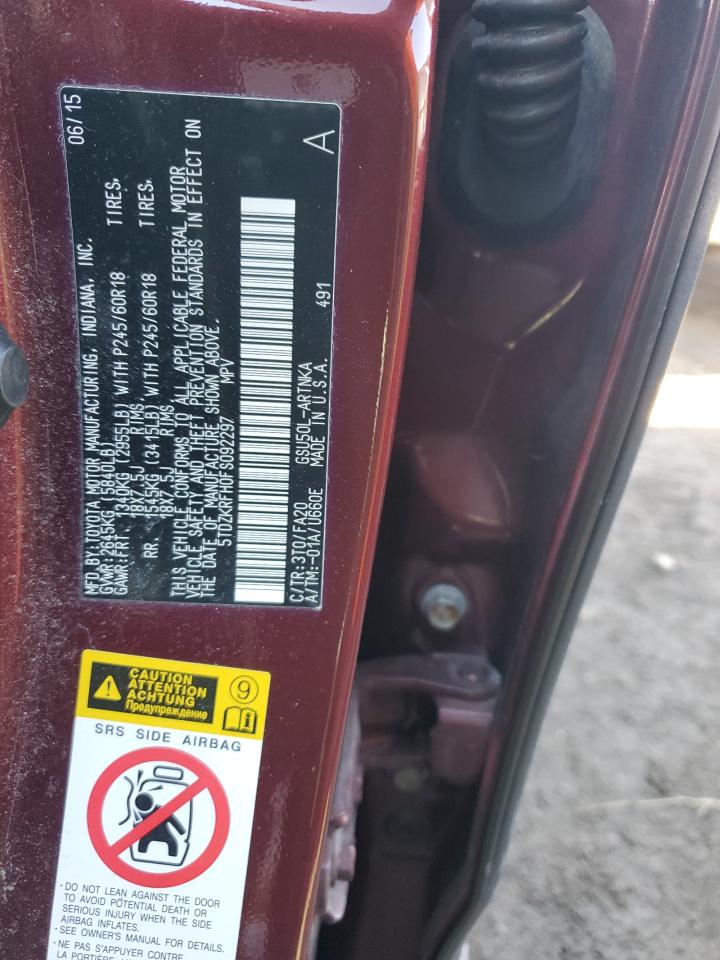 MFD.BY:TOYOTA MOTOR MANUFACTURING, INDIANA, INC. 06/15
GVWR:2645KG(5840LB)
GAWR:FRT. 1340KG (2955LB) WITH P245/60R18 TIRES,
18X7.5J RIMS
RR. 1545KG (3415LB) WITH P245/60R18 TIRES,
18X7.5J RIMS
THIS VEHICLE CONFORMS TO ALL APPLICABLE FEDERAL MOTOR
VEHICLE SAFETY AND THEFT PREVENTION STANDARDS IN EFFECT ON
THE DATE OF MANUFACTURE SHOWN ABOVE.
5TDZKRFH0FS092297 MPV
C/TR:3T0/FA20 GSU50L-ARTNKA 491 A
A/TM:-01A/U660E MADE IN U.S.A.
CAUTION
ATTENTION
ACHTUNG
Предупреждение
9
i
SRS SIDE AIRBAG
·DO NOT LEAN AGAINST THE DOOR
TO AVOID POTENTIAL DEATH OR
SERIOUS INJURY WHEN THE SIDE
AIRBAG INFLATES.
·SEE OWNER'S MANUAL FOR DETAILS.
·NE PAS S'APPUYER CONTRE
LA PORTIÈRE